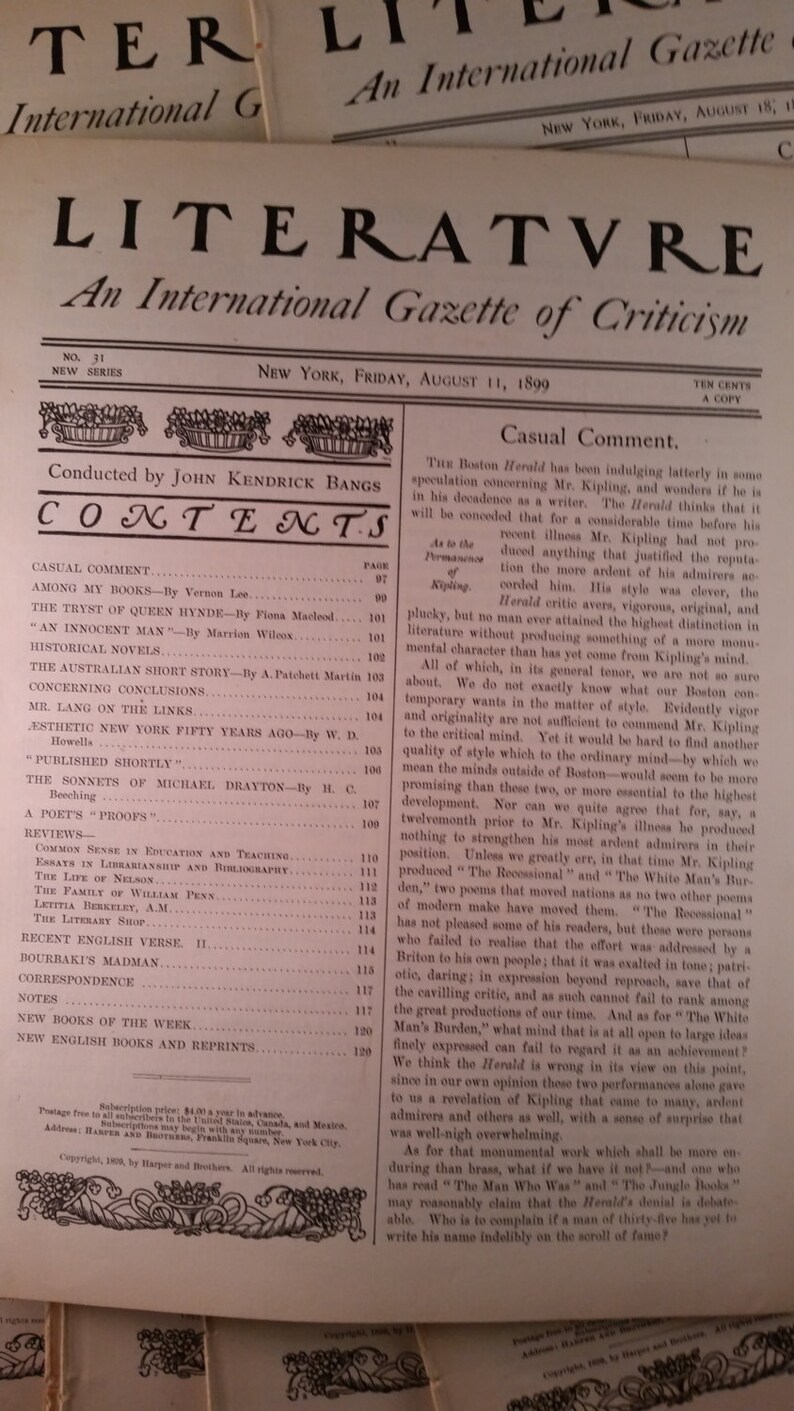 TER
International G
LITERA
An International Gazette
NEW YORK, FRIDAY, AUGUST 18, 1
C
LITERATVRE
An International Gazette of Criticism
NO. 31
NEW SERIES
NEW YORK, FRIDAY, AUGUST 11, 1899
TEN CENTS
A COPY
Conducted by JOHN KENDRICK BANGS
CONTENTS
PAGE
CASUAL COMMENT 97
AMONG MY BOOKS—By Vernon Lee 99
THE TRYST OF QUEEN HYNDE—By Fiona Macleod 101
"AN INNOCENT MAN"—By Marrion Wilcox 101
HISTORICAL NOVELS 102
THE AUSTRALIAN SHORT STORY—By A. Patchett Martin 103
CONCERNING CONCLUSIONS 104
MR. LANG ON THE LINKS 104
ÆSTHETIC NEW YORK FIFTY YEARS AGO—By W. D.
Howells 105
"PUBLISHED SHORTLY" 106
THE SONNETS OF MICHAEL DRAYTON—By H. C.
Beeching 107
A POET'S "PROOFS" 109
REVIEWS—
COMMON SENSE IN EDUCATION AND TEACHING 110
ESSAYS IN LIBRARIANSHIP AND BIBLIOGRAPHY 111
THE LIFE OF NELSON 112
THE FAMILY OF WILLIAM PENN 113
LETITIA BERKELEY, A.M. 113
THE LITERARY SHOP 114
RECENT ENGLISH VERSE. II 114
BOURBAKI'S MADMAN 115
CORRESPONDENCE 117
NOTES 117
NEW BOOKS OF THE WEEK 120
NEW ENGLISH BOOKS AND REPRINTS 120
Subscription price: $4.00 a year in advance.
Postage free to all subscribers in the United States, Canada, and Mexico.
Subscriptions may begin with any number.
Address: HARPER AND BROTHERS, Franklin Square, New York City.
Copyright, 1899, by Harper and Brothers. All rights reserved.
Casual Comment.
THE Boston Herald has been indulging latterly in some
speculation concerning Mr. Kipling, and wonders if he is
in his decadence as a writer. The Herald thinks that it
will be conceded that for a considerable time before his
As to the
Permanence
of
Kipling.
recent illness Mr. Kipling had not pro-
duced anything that justified the reputa-
tion the more ardent of his admirers ac-
corded him. His style was clever, the
Herald critic avers, vigorous, original, and
plucky, but no man ever attained the highest distinction in
literature without producing something of a more monu-
mental character than has yet come from Kipling's mind.
All of which, in its general tenor, we are not so sure
about. We do not exactly know what our Boston con-
temporary wants in the matter of style. Evidently vigor
and originality are not sufficient to commend Mr. Kipling
to the critical mind. Yet it would be hard to find another
quality of style which to the ordinary mind—by which we
mean the minds outside of Boston—would seem to be more
promising than these two, or more essential to the highest
development. Nor can we quite agree that for, say, a
twelvemonth prior to Mr. Kipling's illness he produced
nothing to strengthen his most ardent admirers in their
position. Unless we greatly err, in that time Mr. Kipling
produced "The Recessional" and "The White Man's Bur-
den," two poems that moved nations as no two other poems
of modern make have moved them. "The Recessional"
has not pleased some of his readers, but these were persons
who failed to realise that the effort was addressed by a
Briton to his own people; that it was exalted in tone; patri-
otic, daring; in expression beyond reproach, save that of
the cavilling critic, and as such cannot fail to rank among
the great productions of our time. And as for "The White
Man's Burden," what mind that is at all open to large ideas
finely expressed can fail to regard it as an achievement?
We think the Herald is wrong in its view on this point,
since in our own opinion these two performances alone gave
to us a revelation of Kipling that came to many, ardent
admirers and others as well, with a sense of surprise that
was well-nigh overwhelming.
As for that monumental work which shall be more en-
during than brass, what if we have it not?—and one who
has read "The Man Who Was" and "The Jungle Books"
may reasonably claim that the Herald's denial is debate-
able. Who is to complain if a man of thirty-five has yet to
write his name indelibly on the scroll of fame?